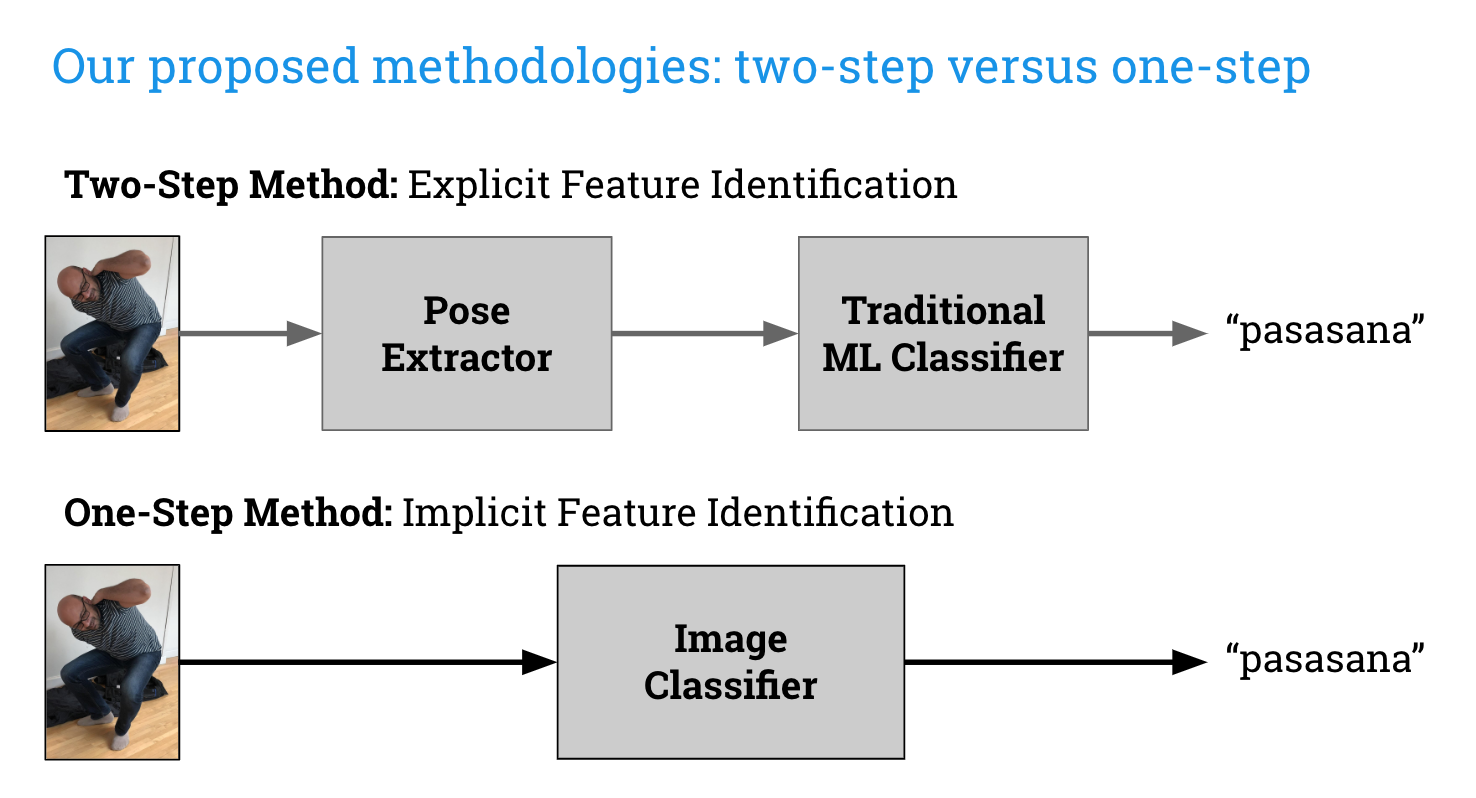 Our proposed methodologies: two-step versus one-step
Two-Step Method: Explicit Feature Identification
Pose
Extractor
Traditional
ML Classifier
“pasasana”
One-Step Method: Implicit Feature Identification
Image
Classifier
“pasasana”